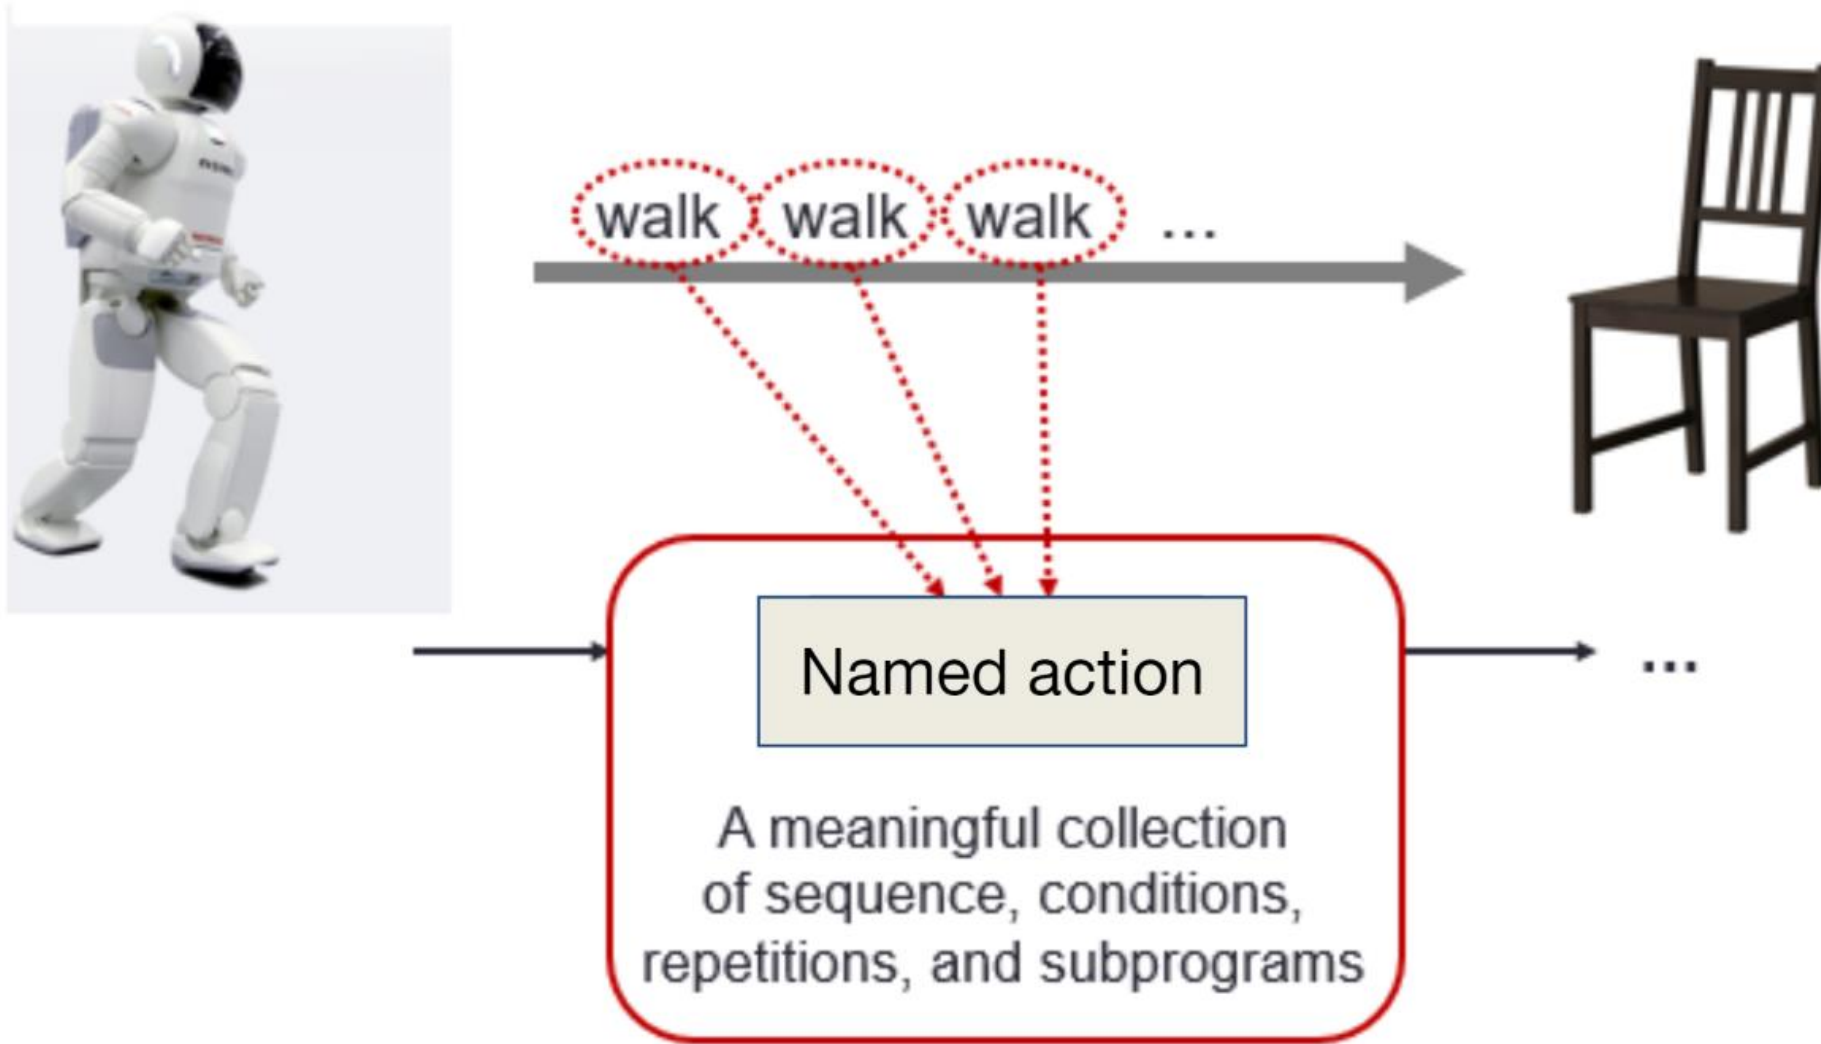 walk walk walk ...
Named action
...
A meaningful collection
of sequence, conditions,
repetitions, and subprograms